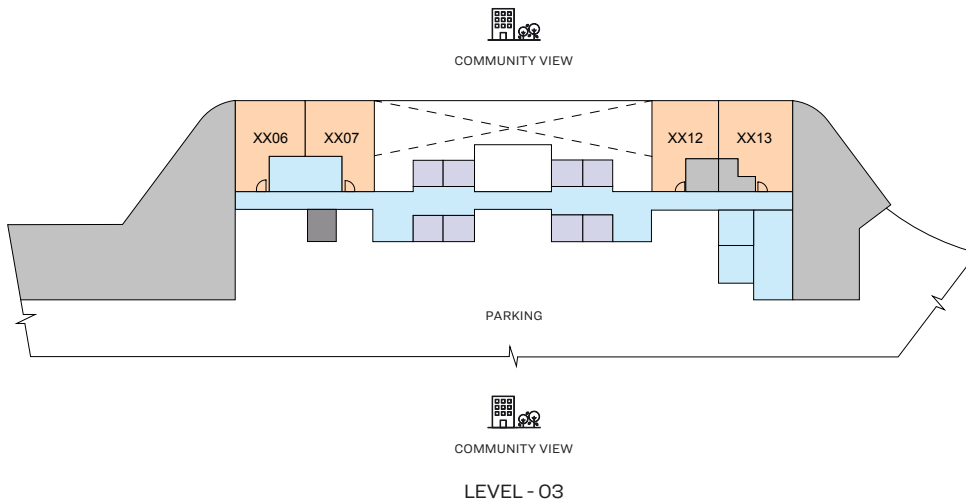 COMMUNITY VIEW
XX06
XX07
XX12
XX13
PARKING
COMMUNITY VIEW
LEVEL - 03